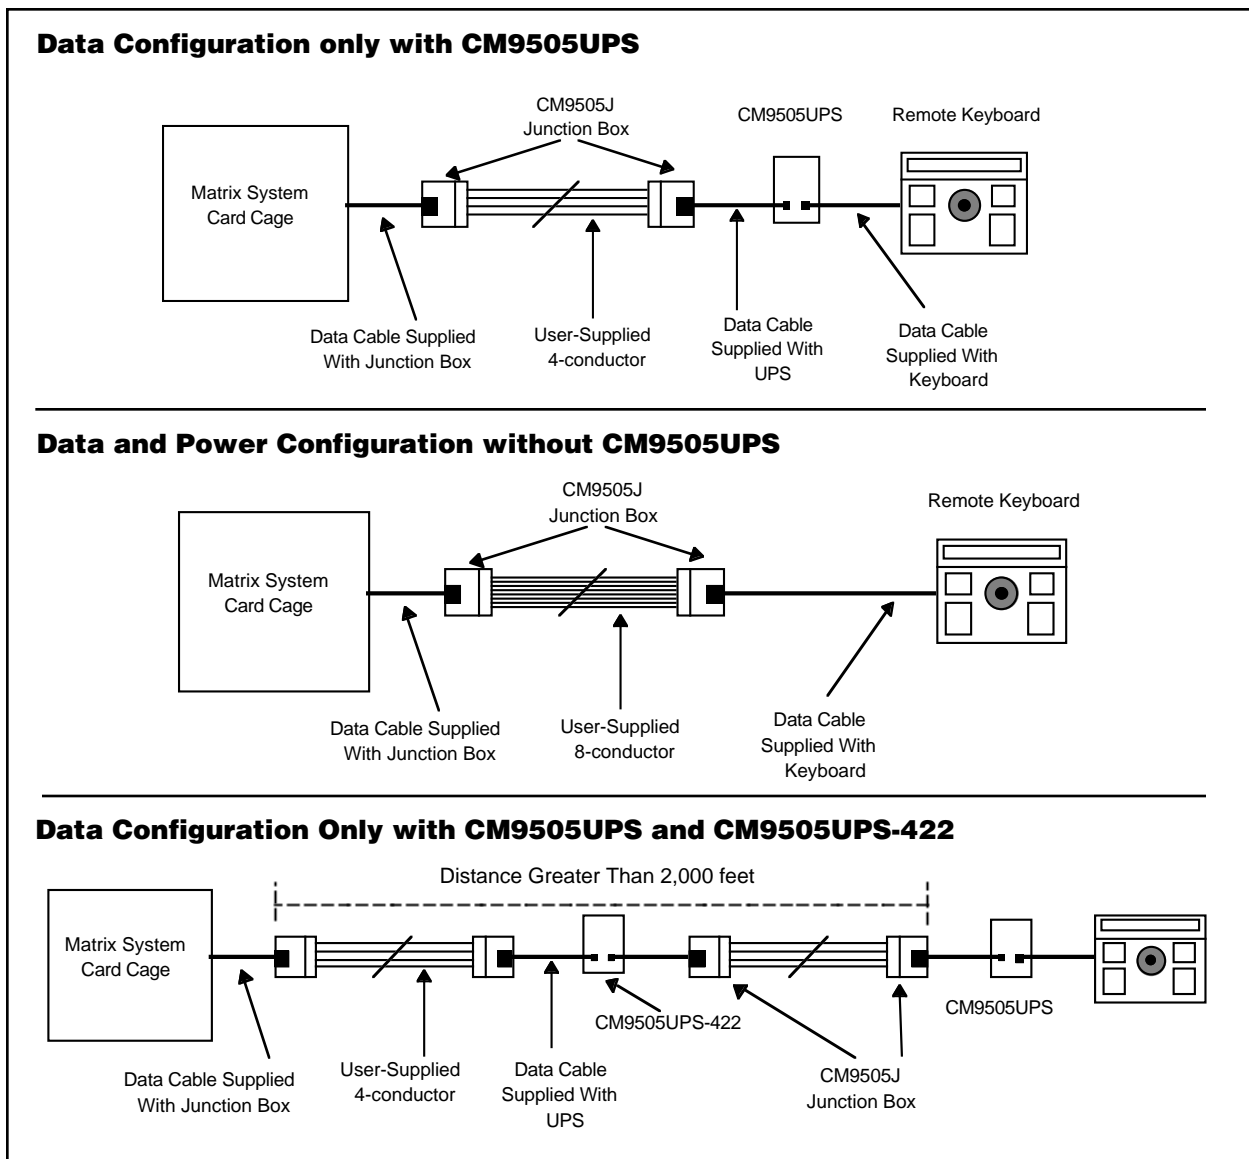 Data Configuration only with CM9505UPS
CM9505J
Junction Box
CM9505UPS
Remote Keyboard
Matrix System
Card Cage
Data Cable Supplied
With Junction Box
User-Supplied
4-conductor
Data Cable
Supplied With
UPS
Data Cable
Supplied With
Keyboard
Data and Power Configuration without CM9505UPS
CM9505J
Junction Box
Remote Keyboard
Matrix System
Card Cage
Data Cable Supplied
With Junction Box
User-Supplied
8-conductor
Data Cable
Supplied With
Keyboard
Data Configuration Only with CM9505UPS and CM9505UPS-422
Distance Greater Than 2,000 feet
Matrix System
Card Cage
CM9505UPS-422
CM9505UPS
Data Cable Supplied
With Junction Box
User-Supplied
4-conductor
Data Cable
Supplied With
UPS
CM9505J
Junction Box